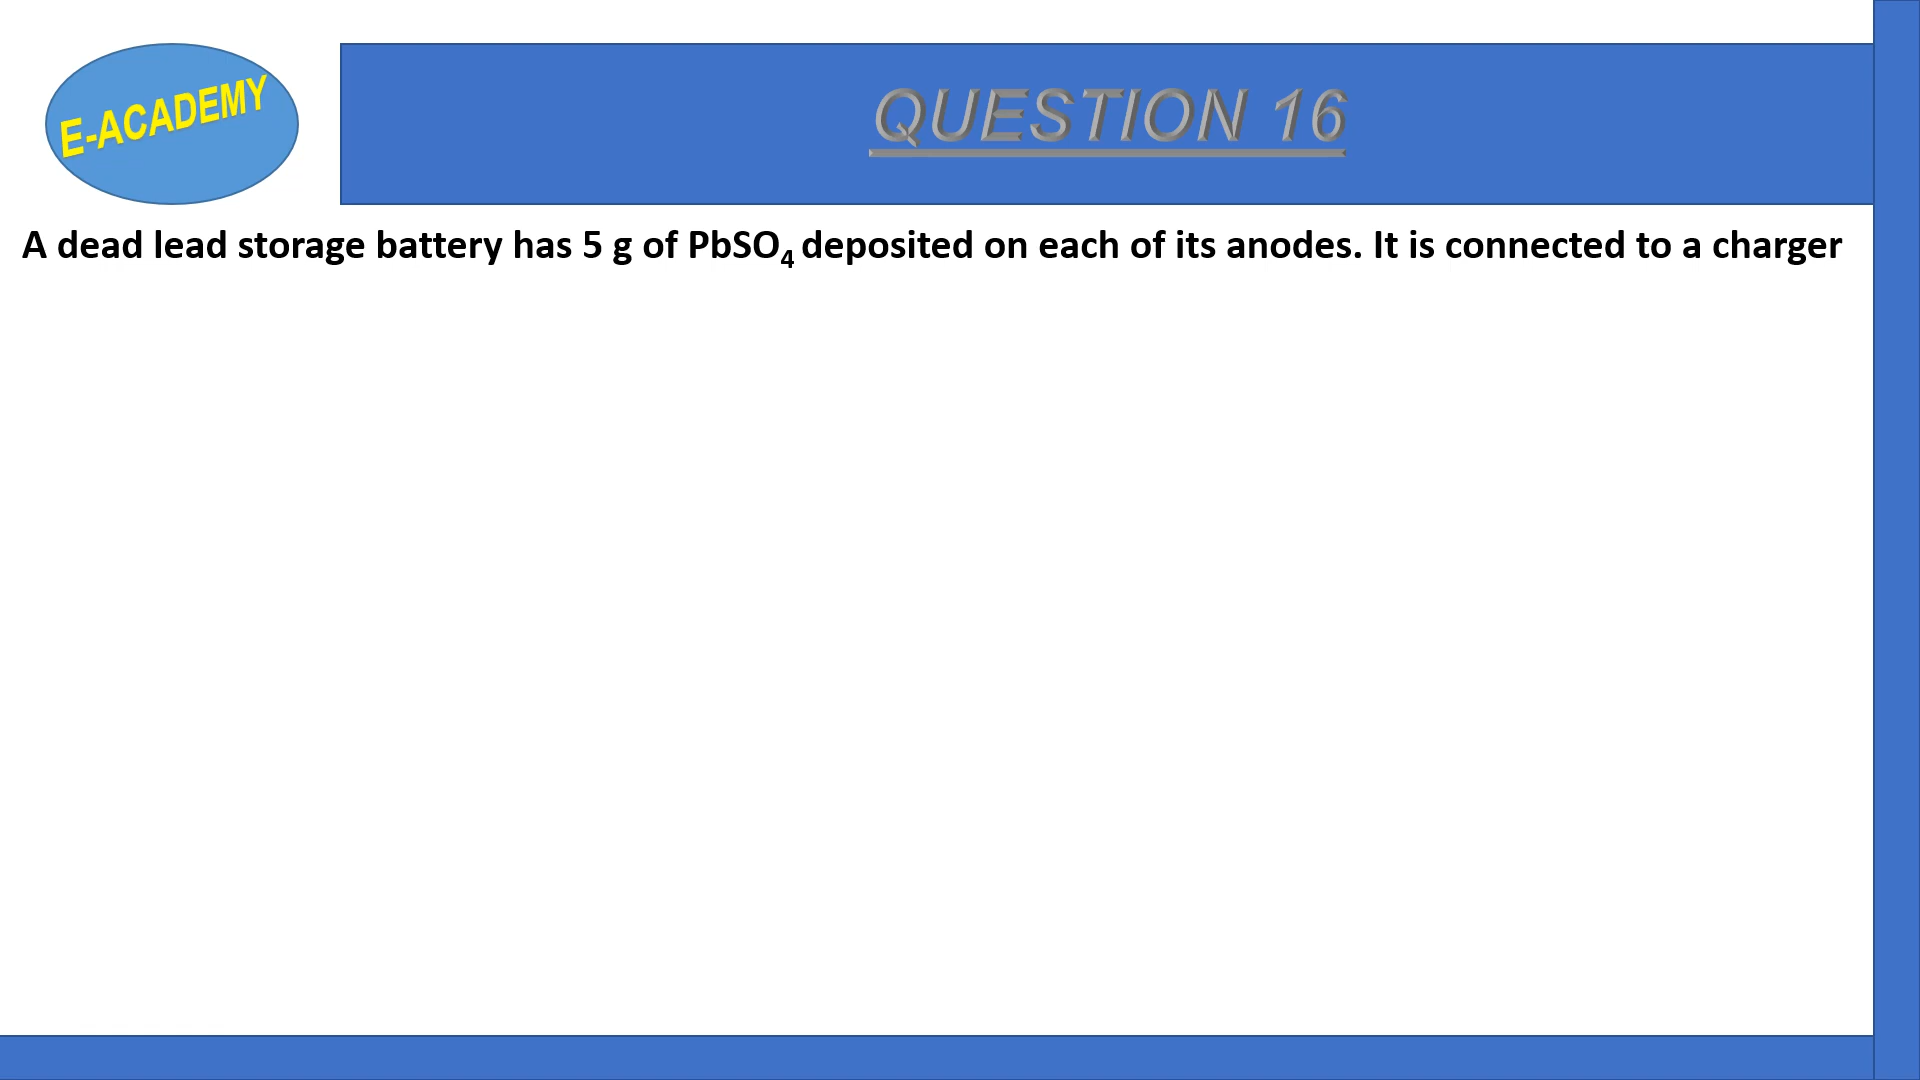 E-ACADEMY
QUESTION 16
A dead lead storage battery has 5 g of PbSO₄ deposited on each of its anodes. It is connected to a charger